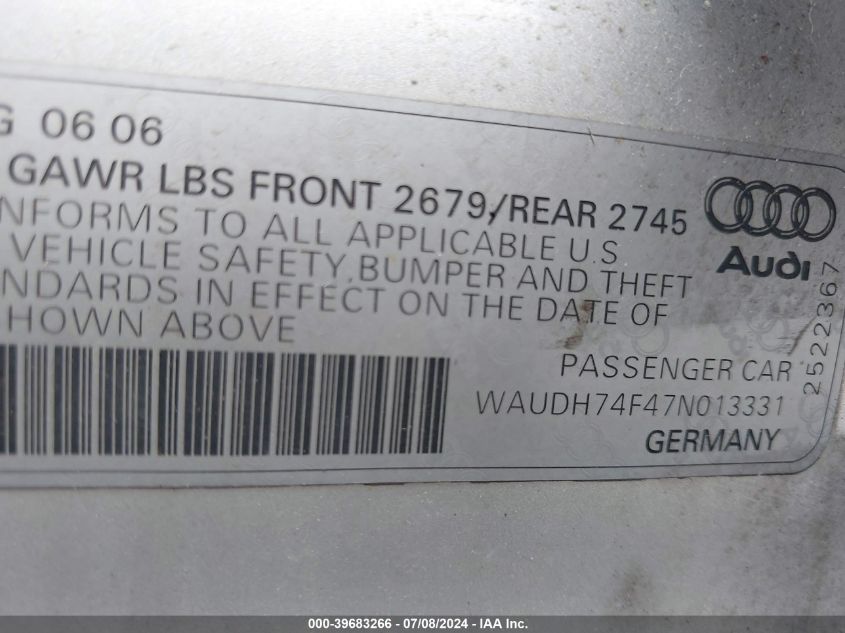 G 06 06
GAWR LBS FRONT 2679,/REAR 2745
NFORMS TO ALL APPLICABLE U.S
VEHICLE SAFETY,BUMPER AND THEFT
NDARDS IN EFFECT ON THE DATE OF
HOWN ABOVE
Audi
2522367
PASSENGER CAR
WAUDH74F47N013331
GERMANY
000-39683266 - 07/08/2024 - IAA Inc.